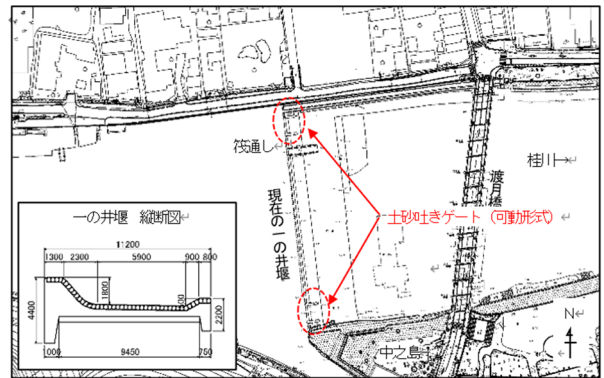 筏通し
現在の一の井堰
渡月橋
桂川→
土砂吐きゲート（可動形式）
中之島
N
一の井堰　縦断図
11200
1300 2300 5900 900 800
1800
4400
2200
9450
750